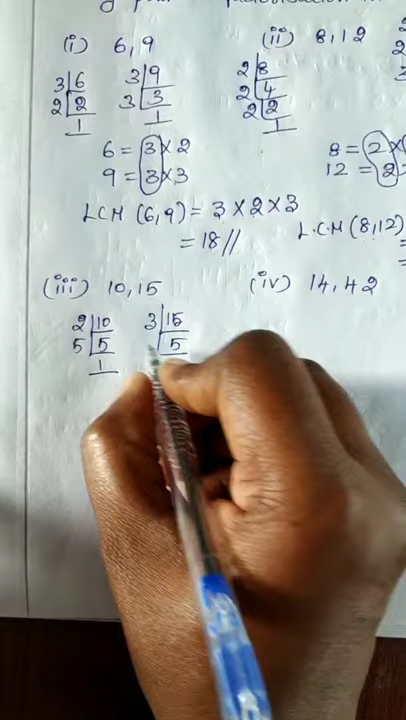 (i) 6,9 (ii) 8,12
3 6 3 9 2 8
2 2 3 3 2 4
1 1 2 2
1
6 = 3 × 2 8 = 2 ×
9 = 3 × 3 12 = 2
LCM (6,9) = 3 × 2 × 3 L.C.M (8,12)
= 18 // =
(iii) 10,15 (iv) 14,42
2 10 3 15
5 5 5
1